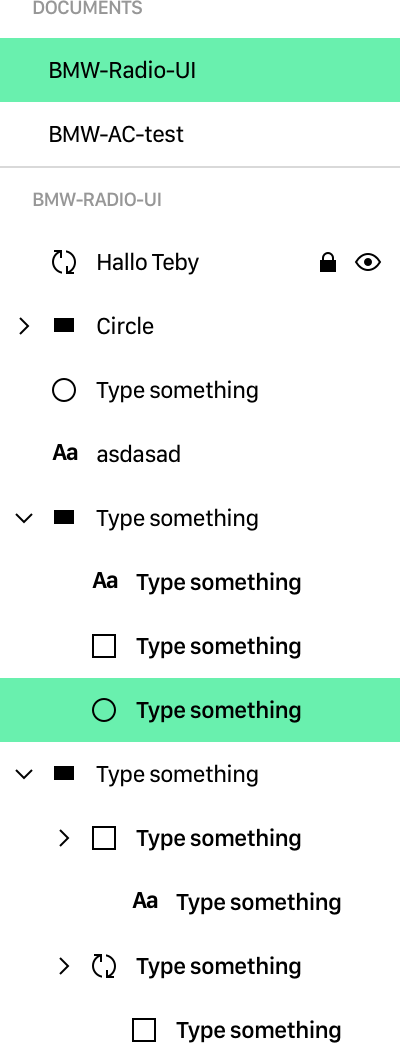 DOCUMENTS
BMW-Radio-UI
BMW-AC-test
BMW-RADIO-UI
Hallo Teby
Circle
Type something
Aa asdasad
Type something
Aa Type something
Type something
Type something
Type something
Type something
Aa Type something
Type something
Type something